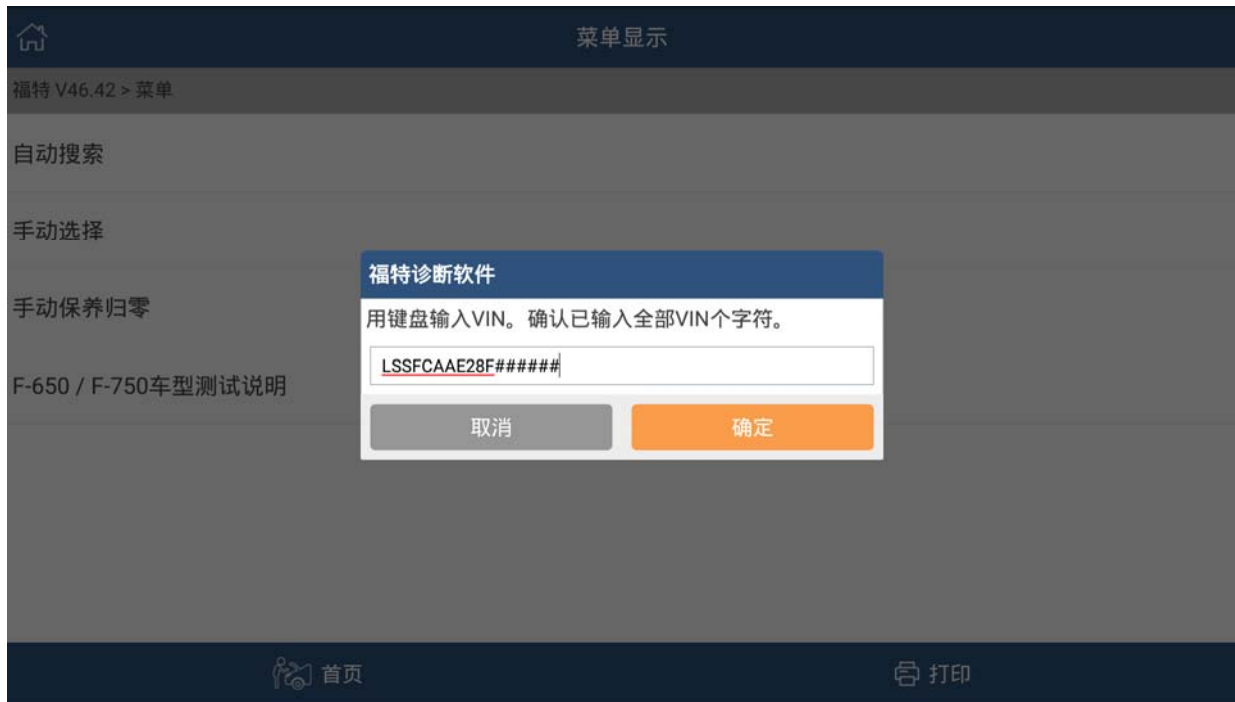 菜单显示
福特 V46.42 > 菜单
自动搜索
手动选择
手动保养归零
F-650 / F-750车型测试说明
福特诊断软件
用键盘输入VIN。确认已输入全部VIN个字符。
LSSFCAAE28F######
取消
确定
首页
打印